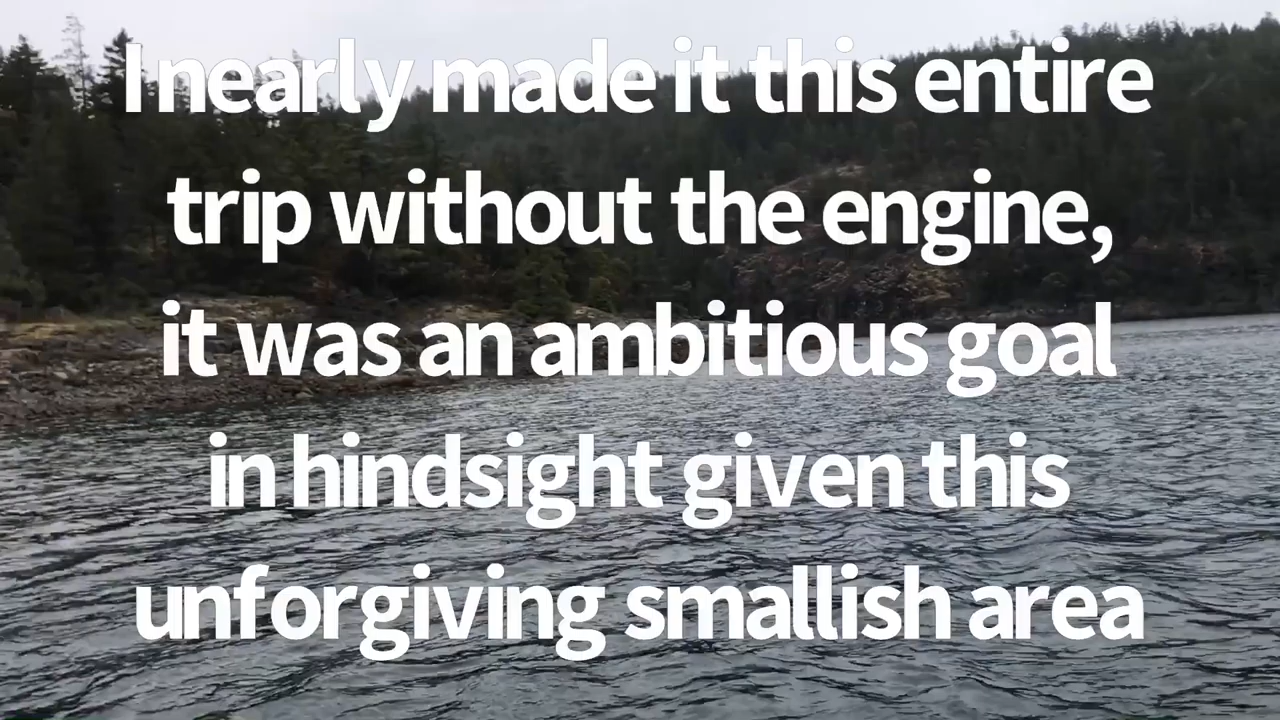 I nearly made it this entire
trip without the engine,
it was an ambitious goal
in hindsight given this
unforgiving smallish area